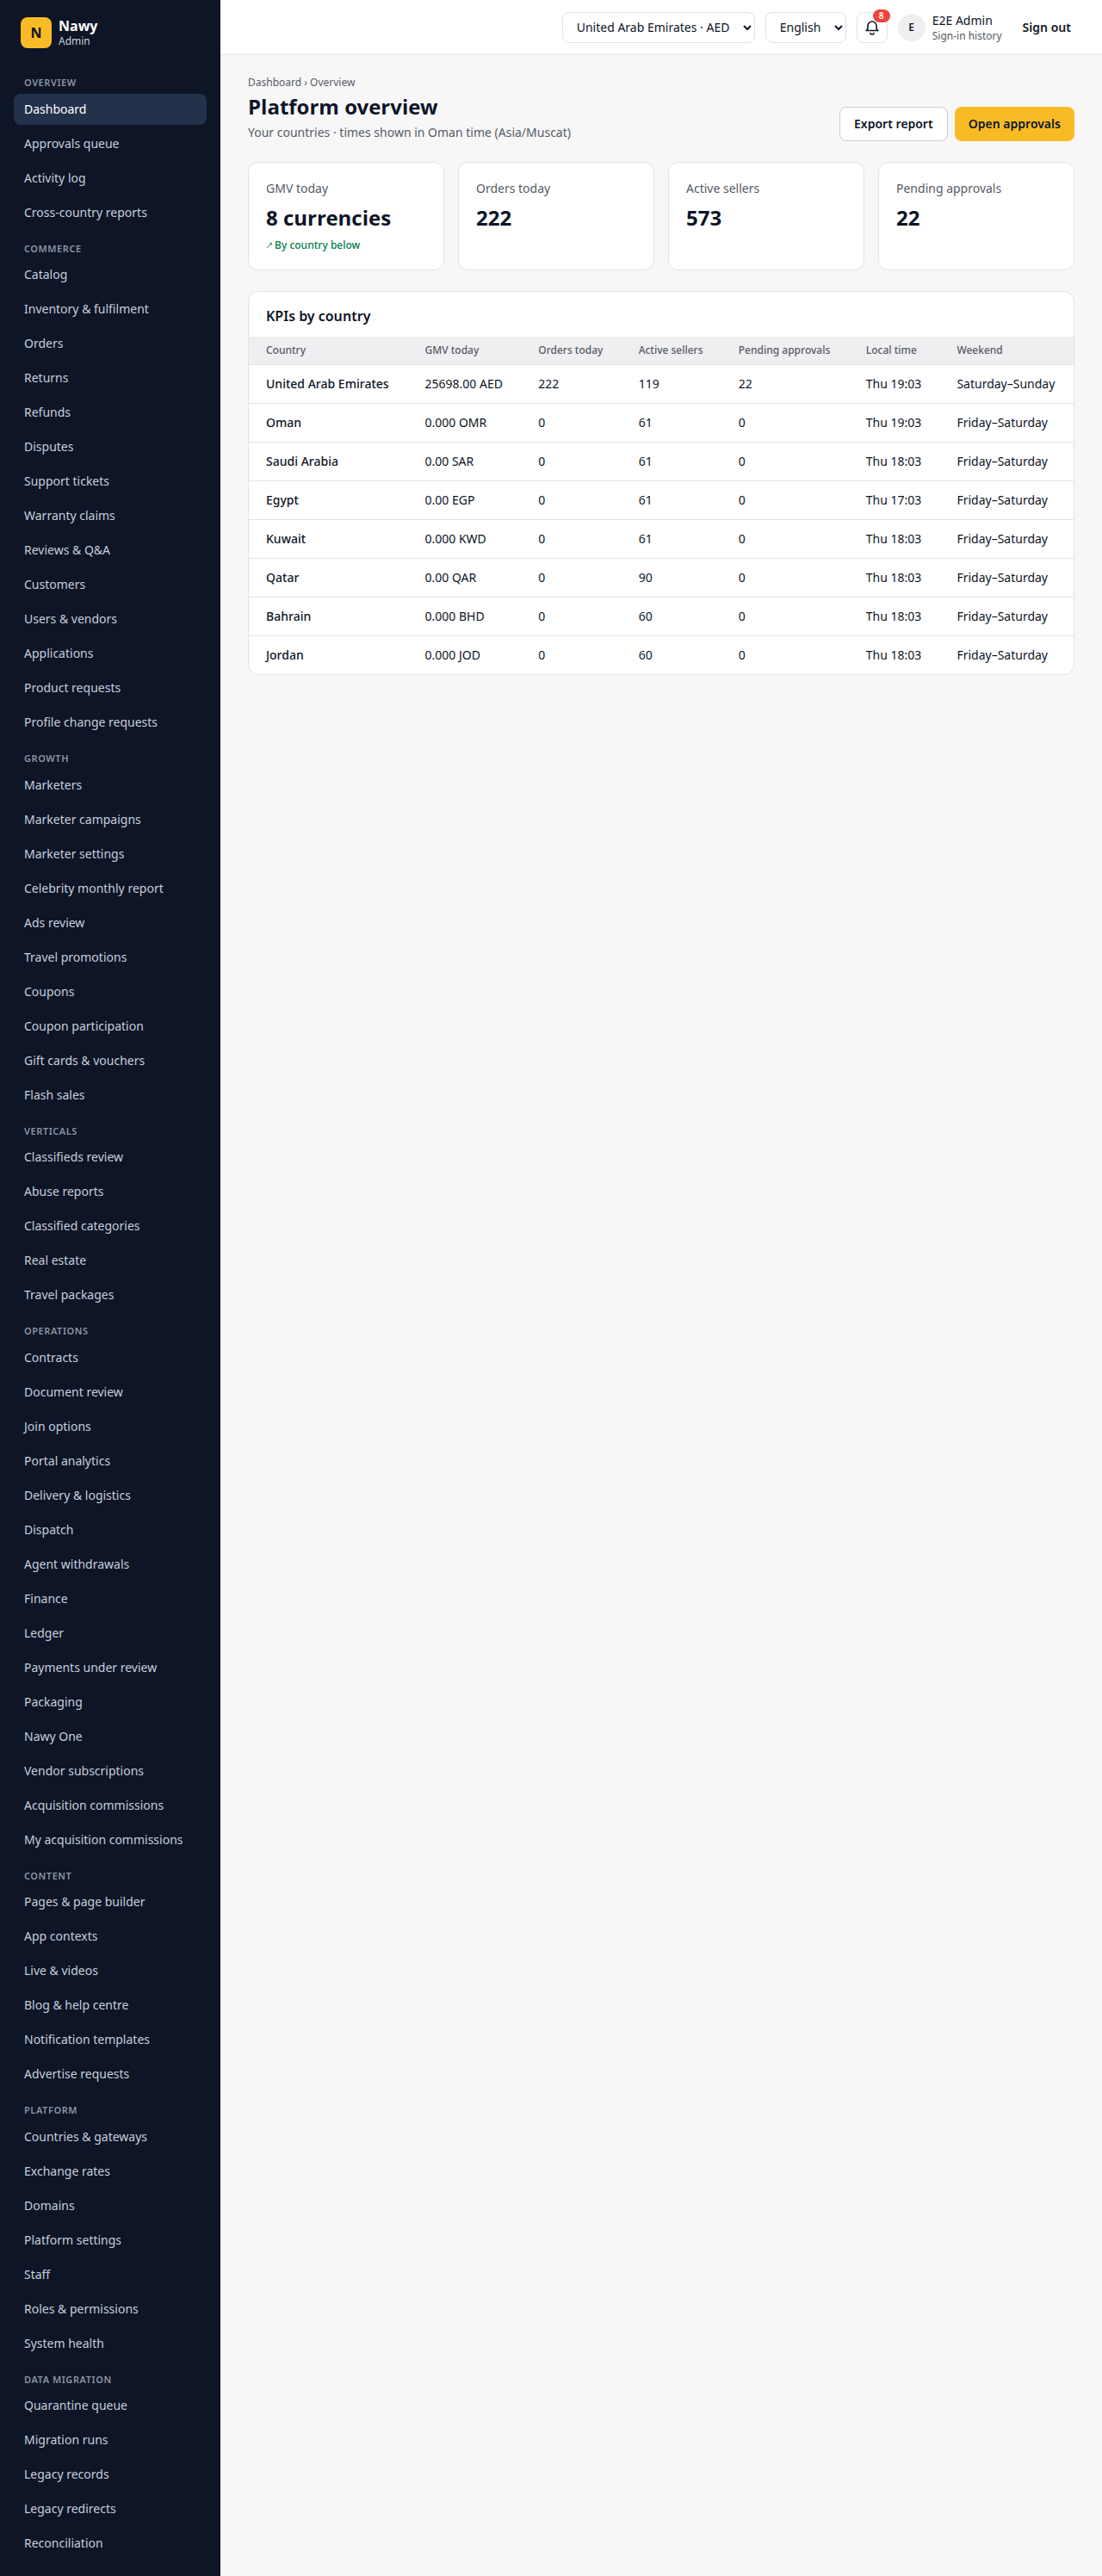 N
Nawy
Admin
OVERVIEW
Dashboard
Approvals queue
Activity log
Cross-country reports
COMMERCE
Catalog
Inventory & fulfilment
Orders
Returns
Refunds
Disputes
Support tickets
Warranty claims
Reviews & Q&A
Customers
Users & vendors
Applications
Product requests
Profile change requests
GROWTH
Marketers
Marketer campaigns
Marketer settings
Celebrity monthly report
Ads review
Travel promotions
Coupons
Coupon participation
Gift cards & vouchers
Flash sales
VERTICALS
Classifieds review
Abuse reports
Classified categories
Real estate
Travel packages
OPERATIONS
Contracts
Document review
Join options
Portal analytics
Delivery & logistics
Dispatch
Agent withdrawals
Finance
Ledger
Payments under review
Packaging
Nawy One
Vendor subscriptions
Acquisition commissions
My acquisition commissions
CONTENT
Pages & page builder
App contexts
Live & videos
Blog & help centre
Notification templates
Advertise requests
PLATFORM
Countries & gateways
Exchange rates
Domains
Platform settings
Staff
Roles & permissions
System health
DATA MIGRATION
Quarantine queue
Migration runs
Legacy records
Legacy redirects
Reconciliation
United Arab Emirates · AED English 8 E E2E Admin Sign out
Sign-in history
Dashboard › Overview
Platform overview
Your countries · times shown in Oman time (Asia/Muscat)
Export report Open approvals
GMV today Orders today Active sellers Pending approvals
8 currencies 222 573 22
↗ By country below
KPIs by country
Country GMV today Orders today Active sellers Pending approvals Local time Weekend
United Arab Emirates 25698.00 AED 222 119 22 Thu 19:03 Saturday–Sunday
Oman 0.000 OMR 0 61 0 Thu 19:03 Friday–Saturday
Saudi Arabia 0.00 SAR 0 61 0 Thu 18:03 Friday–Saturday
Egypt 0.00 EGP 0 61 0 Thu 17:03 Friday–Saturday
Kuwait 0.000 KWD 0 61 0 Thu 18:03 Friday–Saturday
Qatar 0.00 QAR 0 90 0 Thu 18:03 Friday–Saturday
Bahrain 0.000 BHD 0 60 0 Thu 18:03 Friday–Saturday
Jordan 0.000 JOD 0 60 0 Thu 18:03 Friday–Saturday